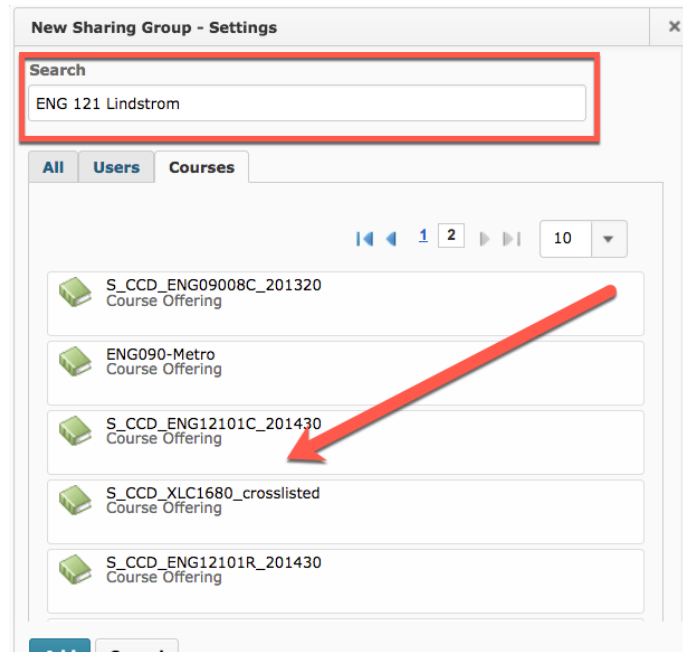 New Sharing Group - Settings
Search
ENG 121 Lindstrom
All Users Courses
1 2 10
S_CCD_ENG09008C_201320
Course Offering
ENG090-Metro
Course Offering
S_CCD_ENG12101C_201430
Course Offering
S_CCD_XLC1680_crosslisted
Course Offering
S_CCD_ENG12101R_201430
Course Offering